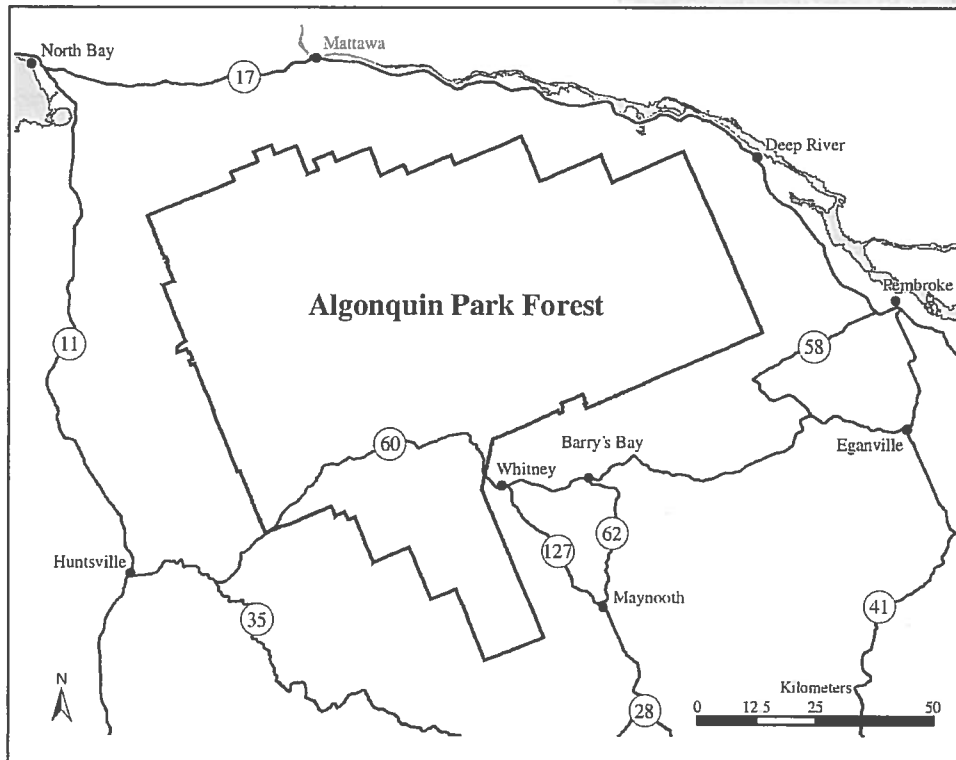 North Bay
Mattawa
17
Deep River
Pembroke
Algonquin Park Forest
11
58
60
Barry's Bay
Eganville
Whitney
62
127
Huntsville
Maynooth
35
41
N
Kilometers
28
0 12 5 25 50